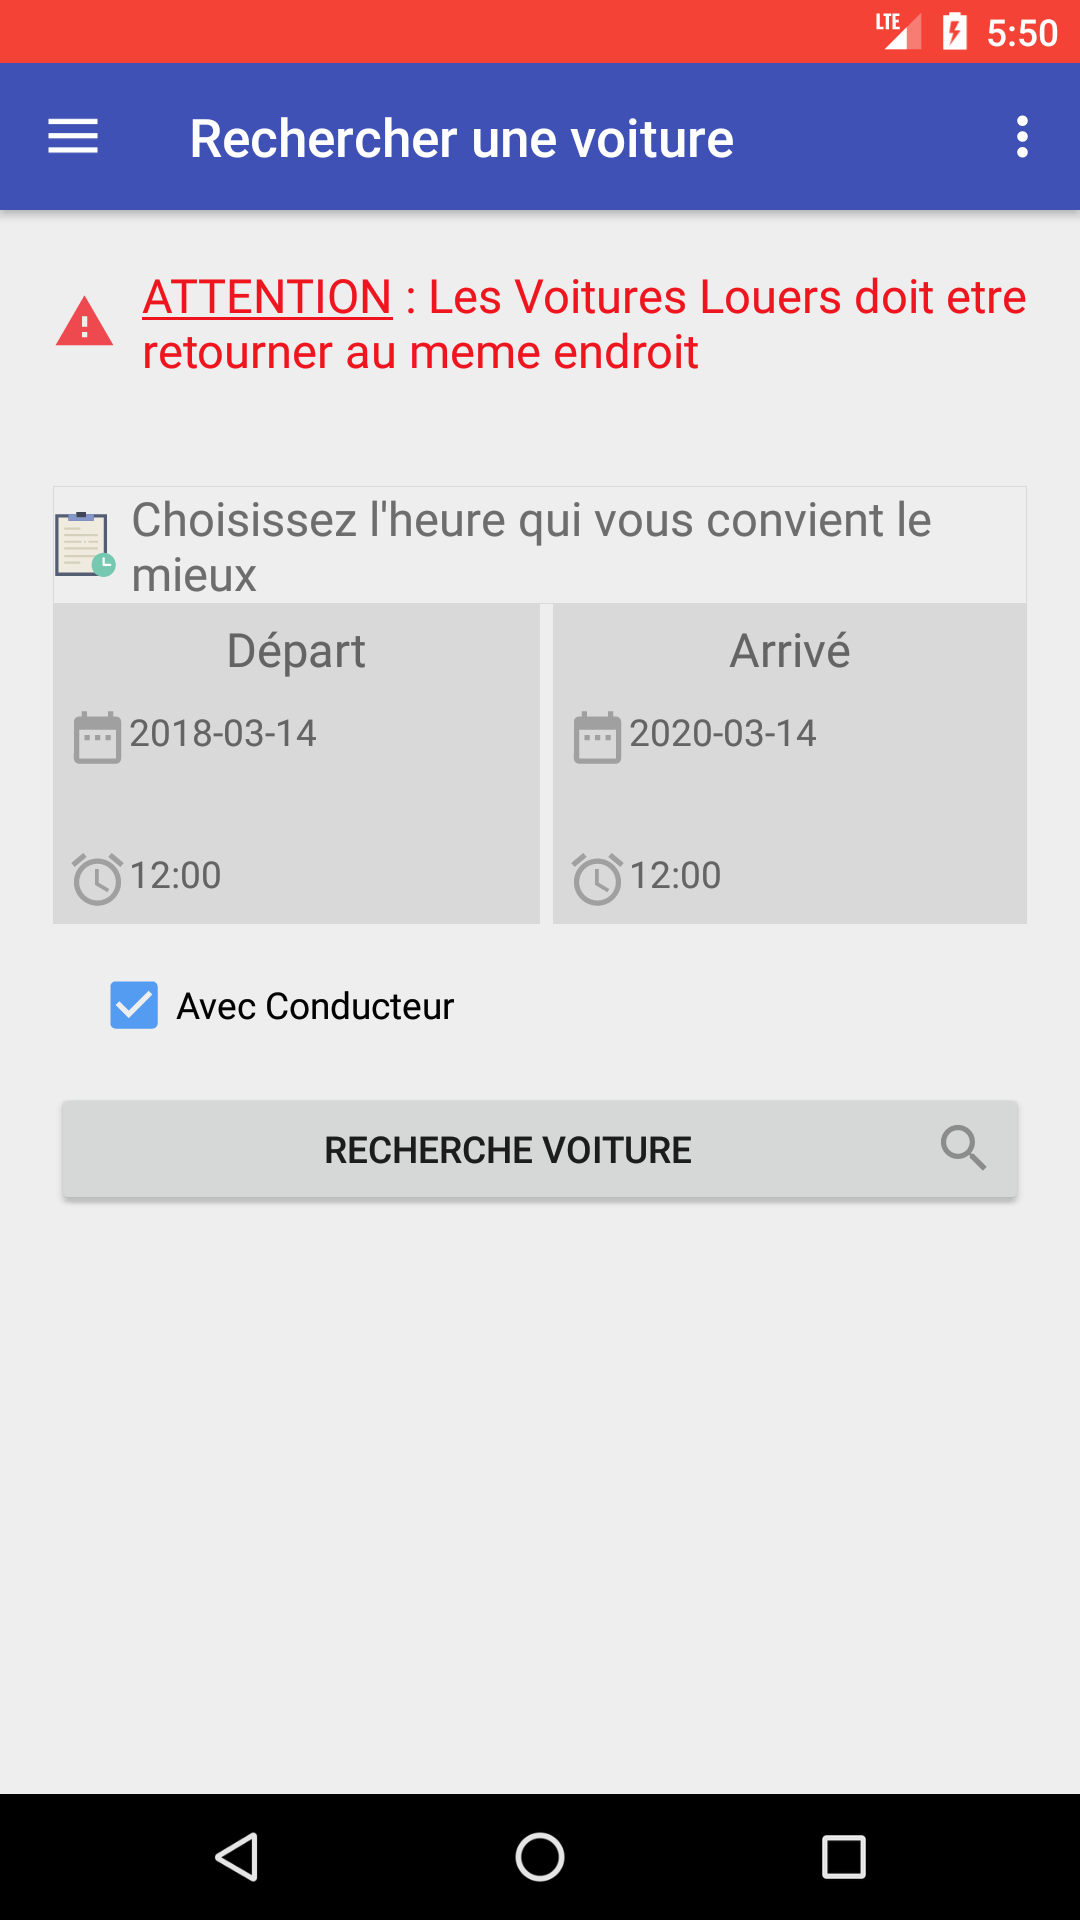 LTE 5:50
Rechercher une voiture
ATTENTION : Les Voitures Louers doit etre
retourner au meme endroit
Choisissez l'heure qui vous convient le
mieux
Départ
Arrivé
2018-03-14
2020-03-14
12:00
12:00
Avec Conducteur
RECHERCHE VOITURE